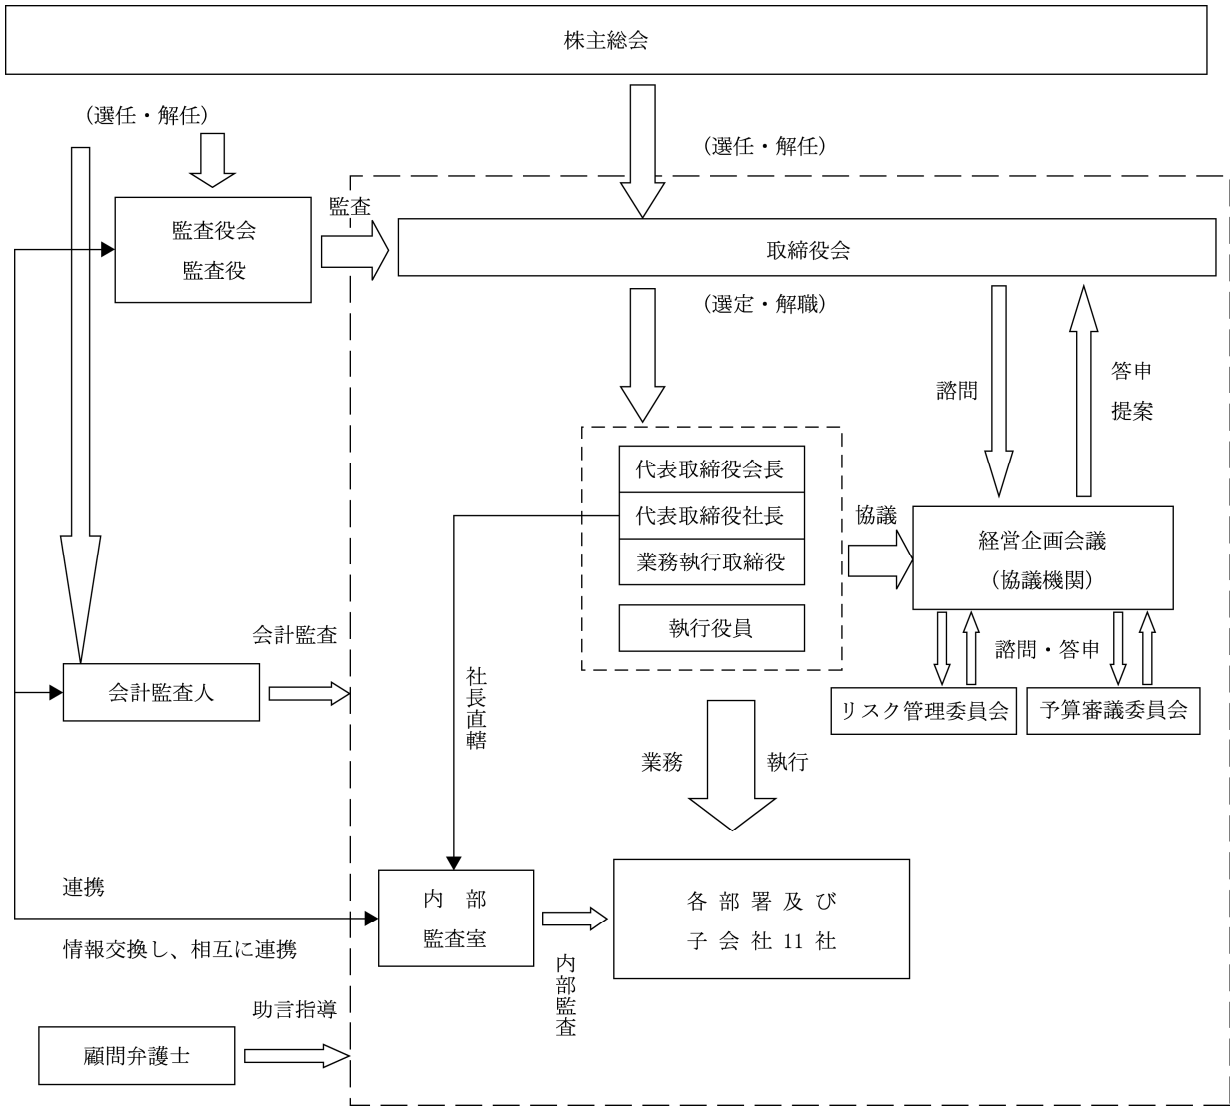 株主総会
(選任・解任)
(選任・解任)
監査役会
監査役
監査
取締役会
(選定・解職)
諮問
答申
提案
代表取締役会長
代表取締役社長
業務執行取締役
執行役員
協議
経営企画会議
(協議機関)
諮問・答申
リスク管理委員会
予算審議委員会
会計監査
会計監査人
社長直轄
業務
執行
連携
情報交換し、相互に連携
内 部
監査室
内部監査
各 部 署 及 び
子 会 社 11 社
助言指導
顧問弁護士